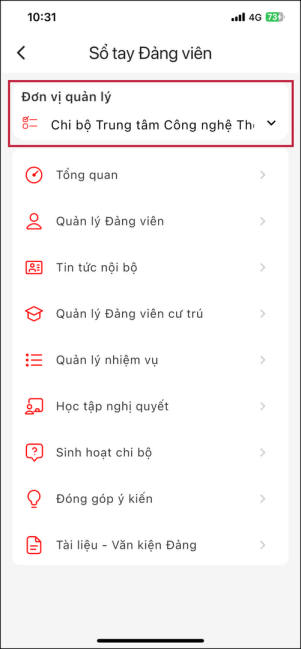 10:31
4G 73
Sổ tay Đảng viên
Đơn vị quản lý
Chi bộ Trung tâm Công nghệ Th
Tổng quan
Quản lý Đảng viên
Tin tức nội bộ
Quản lý Đảng viên cư trú
Quản lý nhiệm vụ
Học tập nghị quyết
Sinh hoạt chi bộ
Đóng góp ý kiến
Tài liệu - Văn kiện Đảng